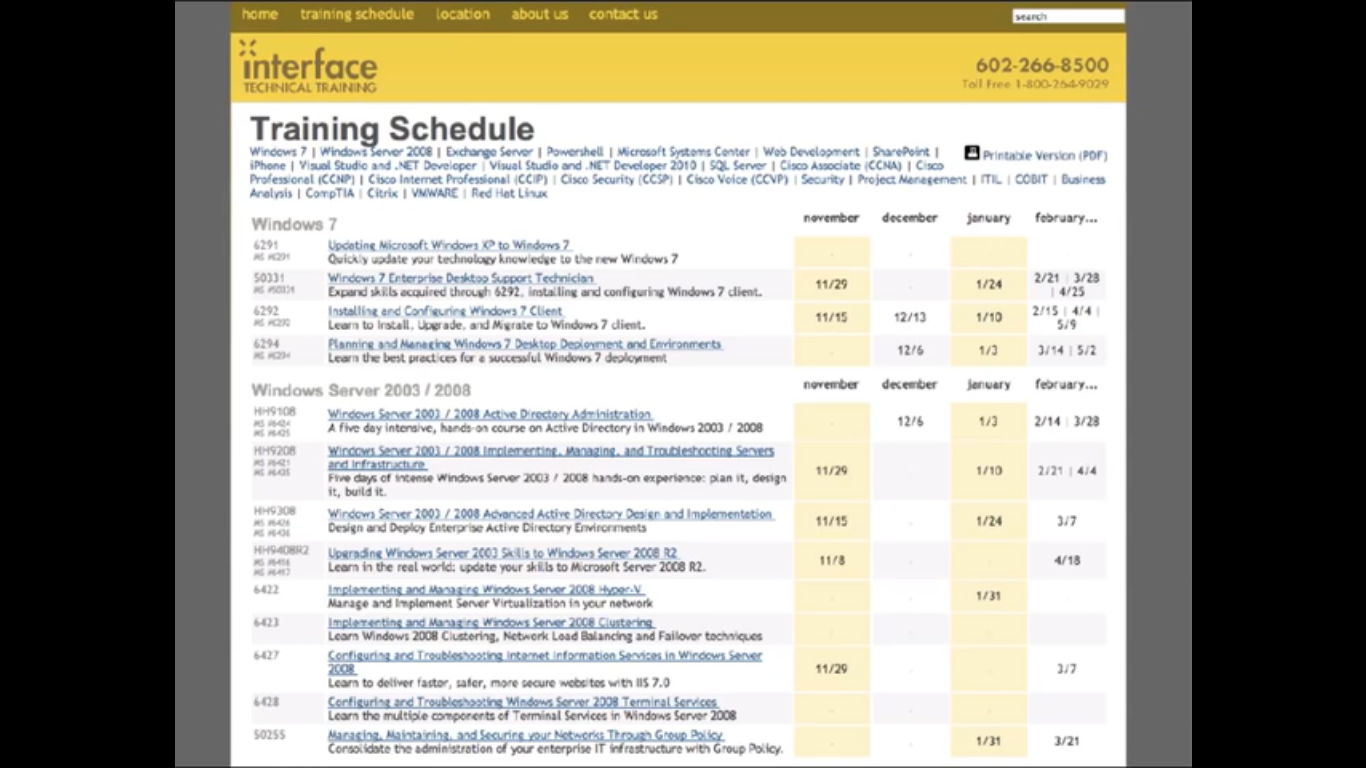 home training schedule location about us contact us search
interface
TECHNICAL TRAINING
602-266-8500
Toll Free 1-800-264-9029
Training Schedule
Windows 7 | Windows Server 2008 | Exchange Server | Powershell | Microsoft Systems Center | Web Development | SharePoint |
iPhone | Visual Studio and .NET Developer | Visual Studio and .NET Developer 2010 | SQL Server | Cisco Associate (CCNA) | Cisco
Professional (CCNP) | Cisco Internet Professional (CCIP) | Cisco Security (CCSP) | Cisco Voice (CCVP) | Security | Project Management | ITIL | COBIT | Business
Analysis | CompTIA | Citrix | VMWARE | Red Hat Linux
Printable Version (PDF)
Windows 7 november december january february...
6291 Updating Microsoft Windows XP to Windows 7
MS #6291 Quickly update your technology knowledge to the new Windows 7
50331 Windows 7 Enterprise Desktop Support Technician 11/29 1/24 2/21 | 3/28
MS #50331 Expand skills acquired through 6292, installing and configuring Windows 7 client. | 4/25
6292 Installing and Configuring Windows 7 Client 11/15 12/13 1/10 2/15 | 4/4 |
MS #6292 Learn to Install, Upgrade, and Migrate to Windows 7 client. 5/9
6294 Planning and Managing Windows 7 Desktop Deployment and Environments 12/6 1/3 3/14 | 5/2
MS #6294 Learn the best practices for a successful Windows 7 deployment
Windows Server 2003 / 2008 november december january february...
HH9108 Windows Server 2003 / 2008 Active Directory Administration 12/6 1/3 2/14 | 3/28
MS #6424 A five day intensive, hands-on course on Active Directory in Windows 2003 / 2008
MS #6425
HH9208 Windows Server 2003 / 2008 Implementing, Managing, and Troubleshooting Servers
MS #6421 and Infrastructure 11/29 1/10 2/21 | 4/4
MS #6435 Five days of intense Windows Server 2003 / 2008 hands-on experience: plan it, design
it, build it.
HH9308 Windows Server 2003 / 2008 Advanced Active Directory Design and Implementation 11/15 1/24 3/7
MS #6426 Design and Deploy Enterprise Active Directory Environments
MS #6436
HH9408R2 Upgrading Windows Server 2003 Skills to Windows Server 2008 R2 11/8 4/18
MS #6416 Learn in the real world: update your skills to Microsoft Server 2008 R2.
MS #6417
6422 Implementing and Managing Windows Server 2008 Hyper-V 1/31
Manage and Implement Server Virtualization in your network
6423 Implementing and Managing Windows Server 2008 Clustering
Learn Windows 2008 Clustering, Network Load Balancing and Failover techniques
6427 Configuring and Troubleshooting Internet Information Services in Windows Server
2008 11/29 3/7
Learn to deliver faster, safer, more secure websites with IIS 7.0
6428 Configuring and Troubleshooting Windows Server 2008 Terminal Services
Learn the multiple components of Terminal Services in Windows Server 2008
50255 Managing, Maintaining, and Securing your Networks Through Group Policy 1/31 3/21
Consolidate the administration of your enterprise IT infrastructure with Group Policy.